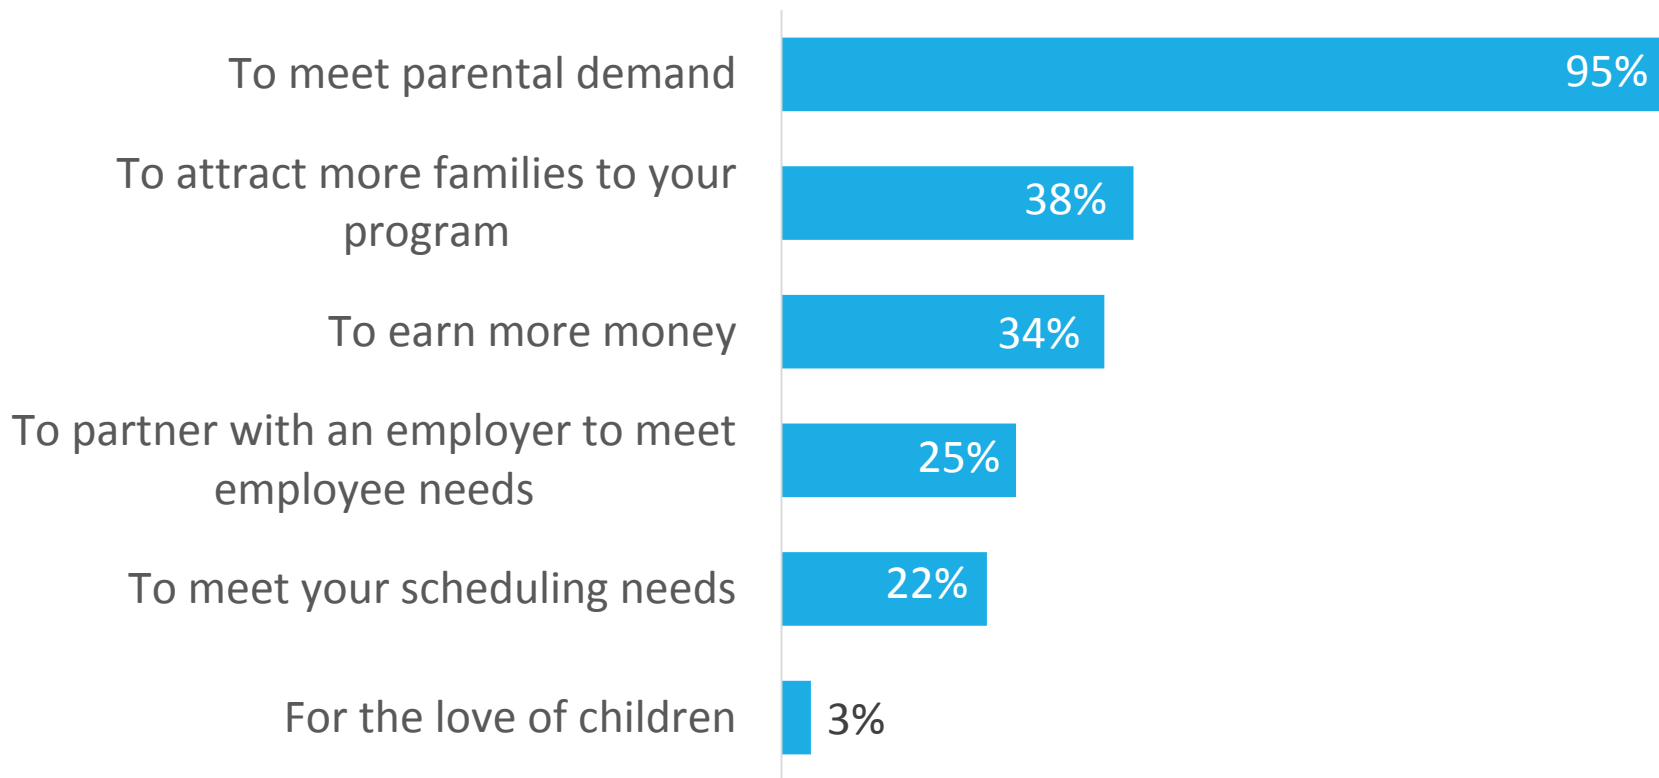 To meet parental demand
95%
To attract more families to your
program
38%
To earn more money
34%
To partner with an employer to meet
employee needs
25%
To meet your scheduling needs
22%
For the love of children
3%